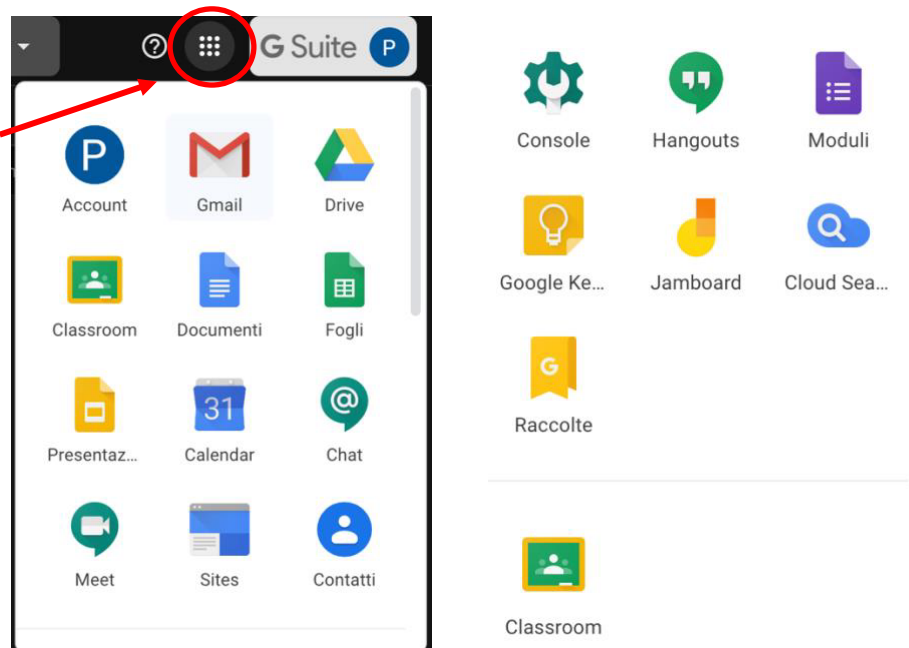 G Suite P
P
Account Gmail Drive
Classroom Documenti Fogli
31 @
Presentaz... Calendar Chat
Meet Sites Contatti
Console Hangouts Moduli
Google Ke... Jamboard Cloud Sea...
G
Raccolte
Classroom